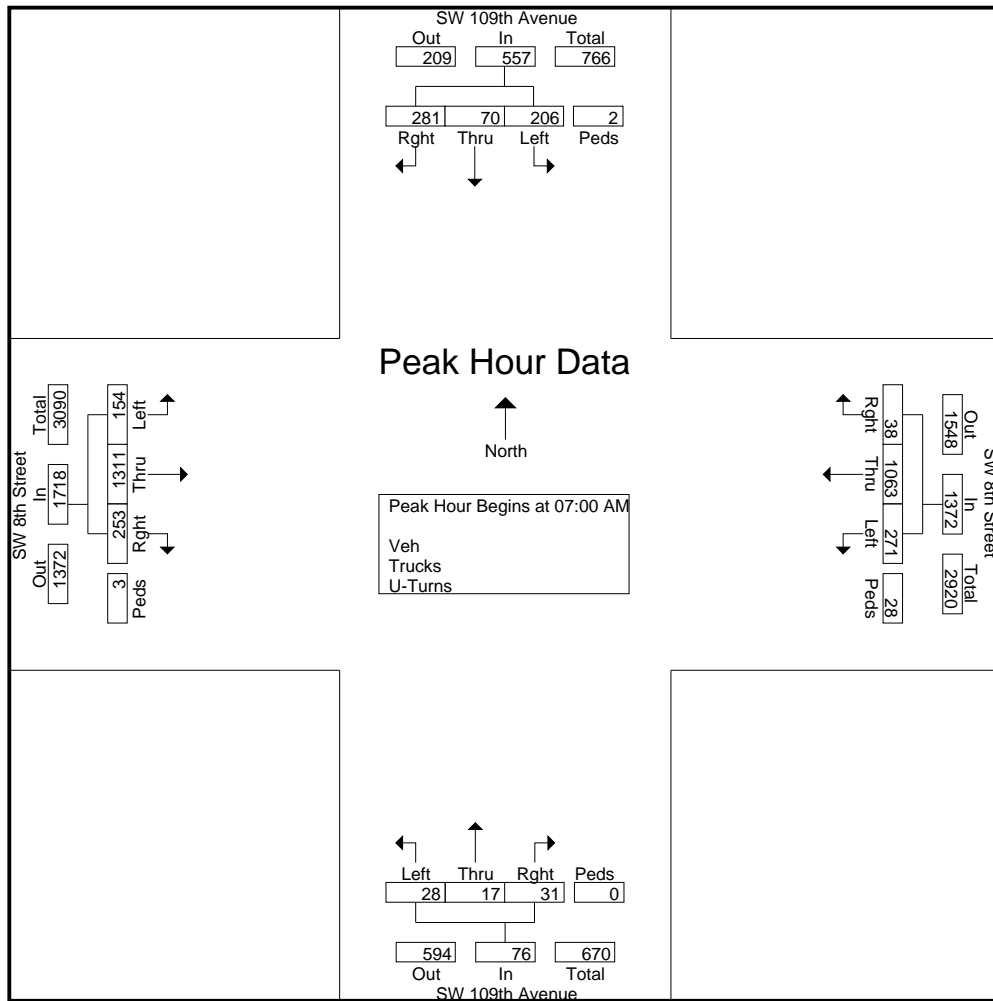 SW 109th Avenue
Out In Total
209 557 766
281 70 206 2
Rght Thru Left Peds
Peak Hour Data
North
Peak Hour Begins at 07:00 AM
Veh
Trucks
U-Turns
SW 8th Street
Total In Out
3090 1718 1372
154 1311 253 3
Left Thru Rght Peds
SW 8th Street
Out In Total
1548 1372 2920
38 1063 271 28
Rght Thru Left Peds
Left Thru Rght Peds
28 17 31 0
594 76 670
Out In Total
SW 109th Avenue